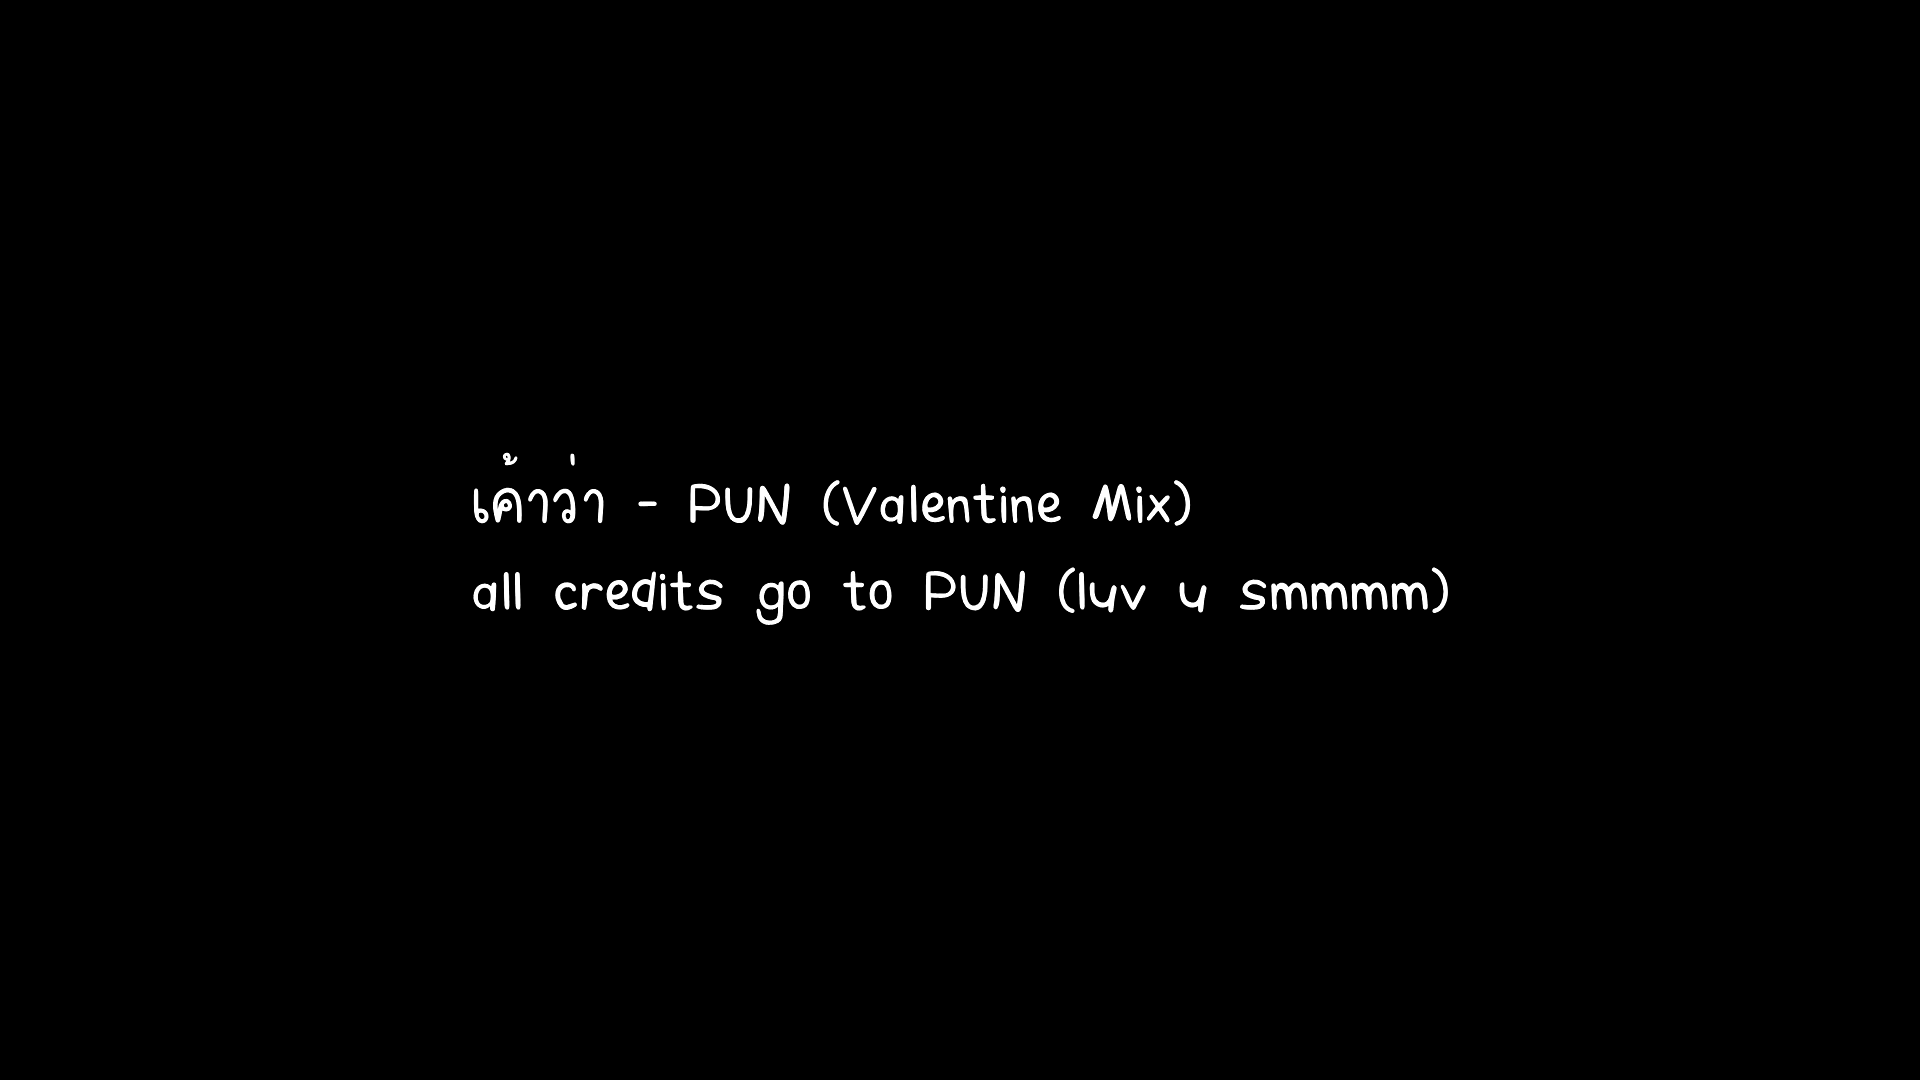 เค้าว่า - PUN (Valentine Mix)
all credits go to PUN (luv u smmmm)